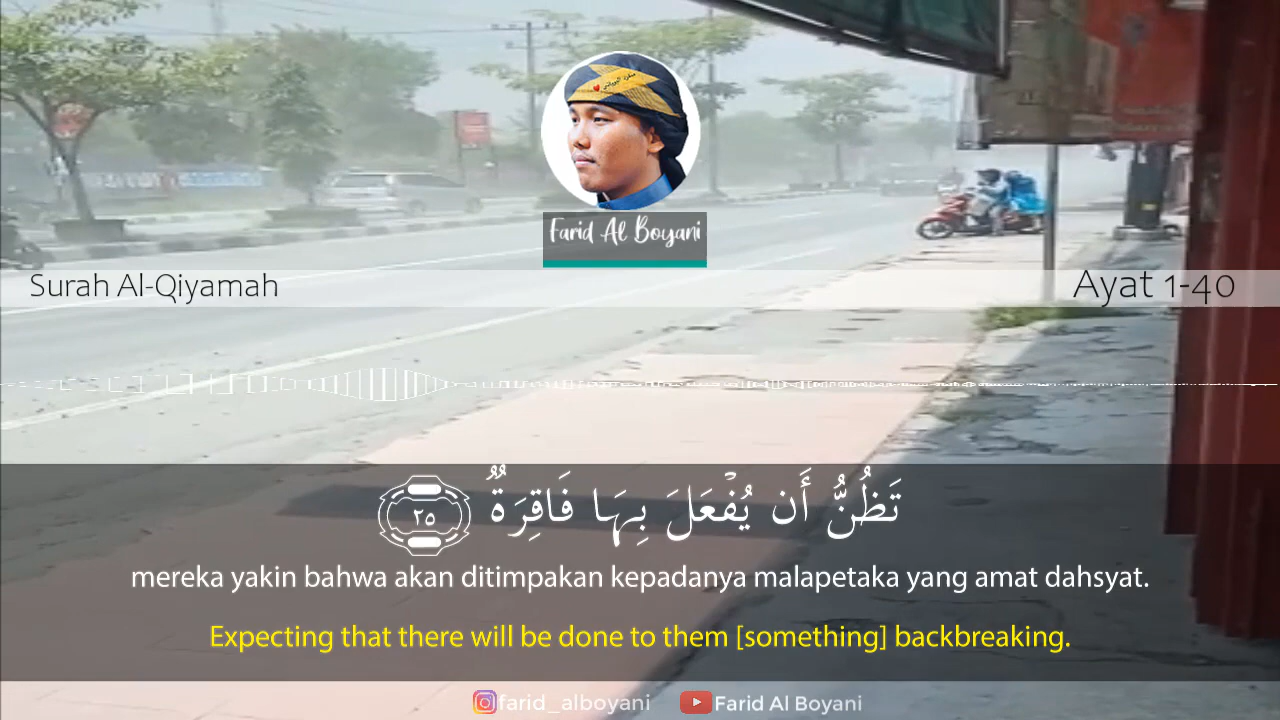 Farid Al Boyani
Surah Al-Qiyamah
Ayat 1-40
تَظُنُّ أَن يُفْعَلَ بِهَا فَاقِرَةٌ ٢٥
mereka yakin bahwa akan ditimpakan kepadanya malapetaka yang amat dahsyat.
Expecting that there will be done to them [something] backbreaking.
farid_alboyani
Farid Al Boyani